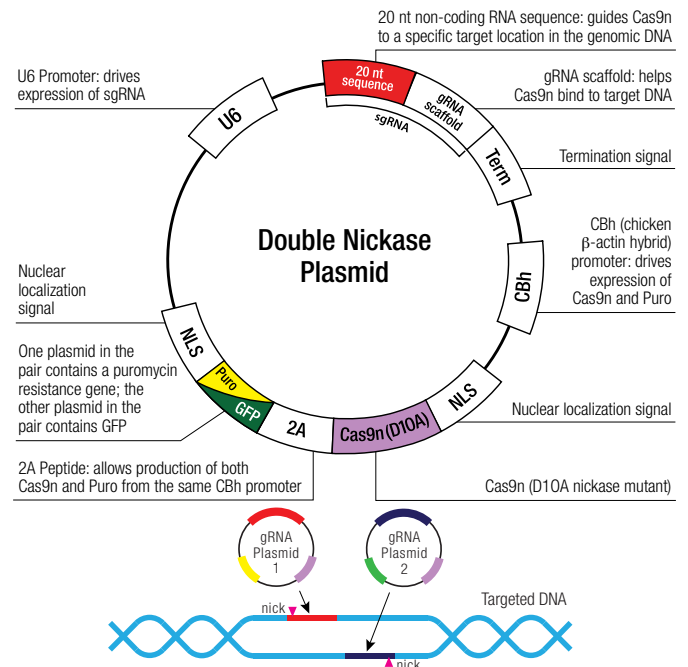 20 nt non-coding RNA sequence: guides Cas9n
to a specific target location in the genomic DNA
U6 Promoter: drives
expression of sgRNA
gRNA scaffold: helps
Cas9n bind to target DNA
20 nt
sequence
gRNA
scaffold
sgRNA
U6
Term
Termination signal
Double Nickase
Plasmid
CBh (chicken
β-actin hybrid)
promoter: drives
expression of
Cas9n and Puro
CBh
Nuclear
localization
signal
NLS
One plasmid in the
pair contains a puromycin
resistance gene; the
other plasmid in the
pair contains GFP
Puro
GFP
2A
Cas9n (D10A)
NLS
Nuclear localization signal
2A Peptide: allows production of both
Cas9n and Puro from the same CBh promoter
Cas9n (D10A nickase mutant)
gRNA
Plasmid
1
gRNA
Plasmid
2
nick
Targeted DNA
nick